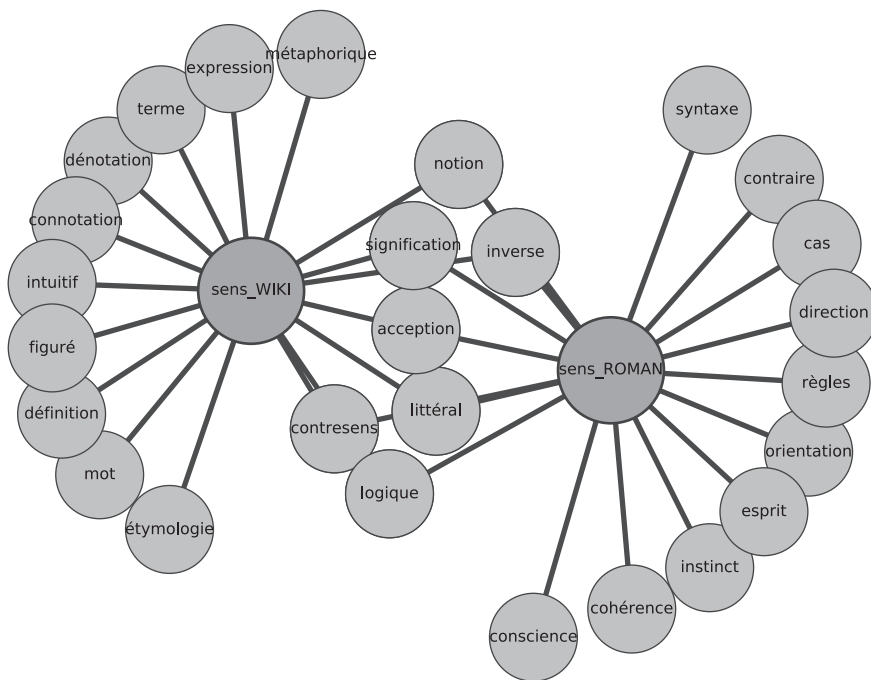 métaphorique
expression
terme
syntaxe
dénotation
notion
contraire
connotation
signification
inverse
cas
intuitif
sens_WIKI
direction
figuré
acception
sens_ROMAN
règles
définition
littéral
contresens
orientation
mot
logique
esprit
étymologie
instinct
cohérence
conscience